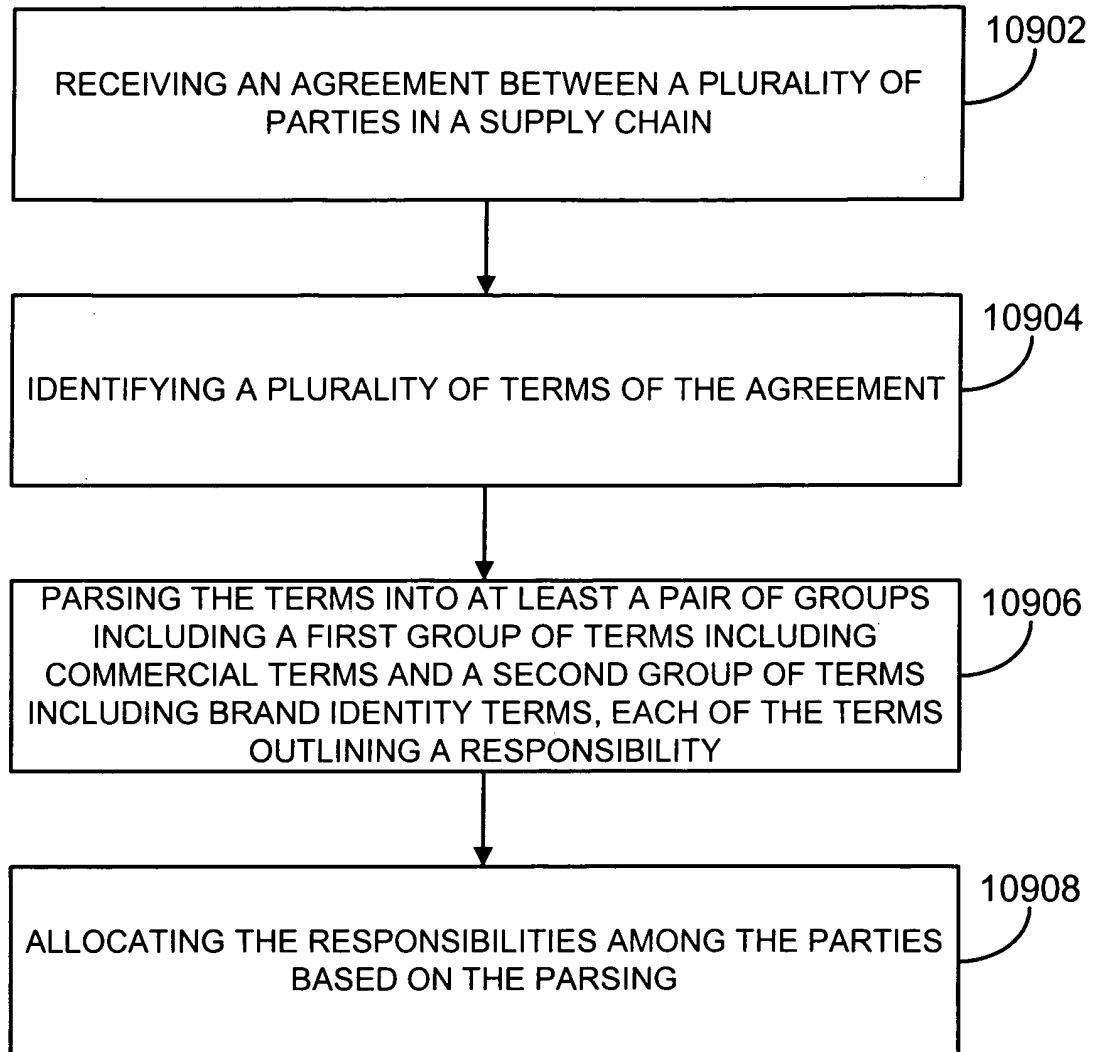 10902
RECEIVING AN AGREEMENT BETWEEN A PLURALITY OF
PARTIES IN A SUPPLY CHAIN
10904
IDENTIFYING A PLURALITY OF TERMS OF THE AGREEMENT
10906
PARSING THE TERMS INTO AT LEAST A PAIR OF GROUPS
INCLUDING A FIRST GROUP OF TERMS INCLUDING
COMMERCIAL TERMS AND A SECOND GROUP OF TERMS
INCLUDING BRAND IDENTITY TERMS, EACH OF THE TERMS
OUTLINING A RESPONSIBILITY
10908
ALLOCATING THE RESPONSIBILITIES AMONG THE PARTIES
BASED ON THE PARSING